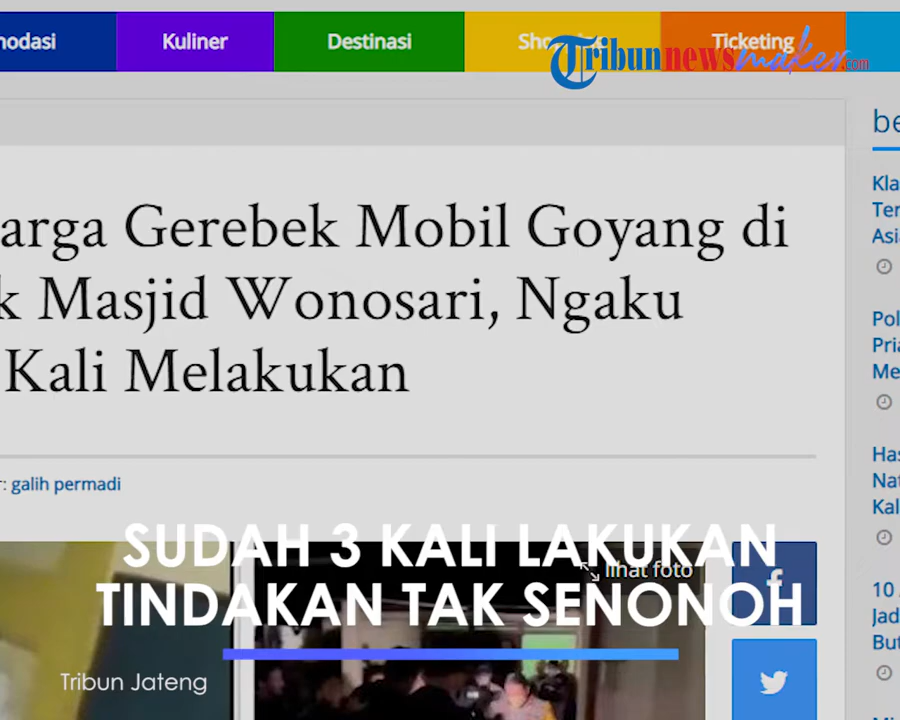 nodasi
Kuliner
Destinasi
Ticketing
Tribunnewsmaker.com
be
arga Gerebek Mobil Goyang di
k Masjid Wonosari, Ngaku
Kali Melakukan
r: galih permadi
Kla
Ter
Asi
Pol
Pria
Me
Has
Nat
Kal
10
Jad
But
lihat foto
f
SUDAH 3 KALI LAKUKAN
TINDAKAN TAK SENONOH
Tribun Jateng